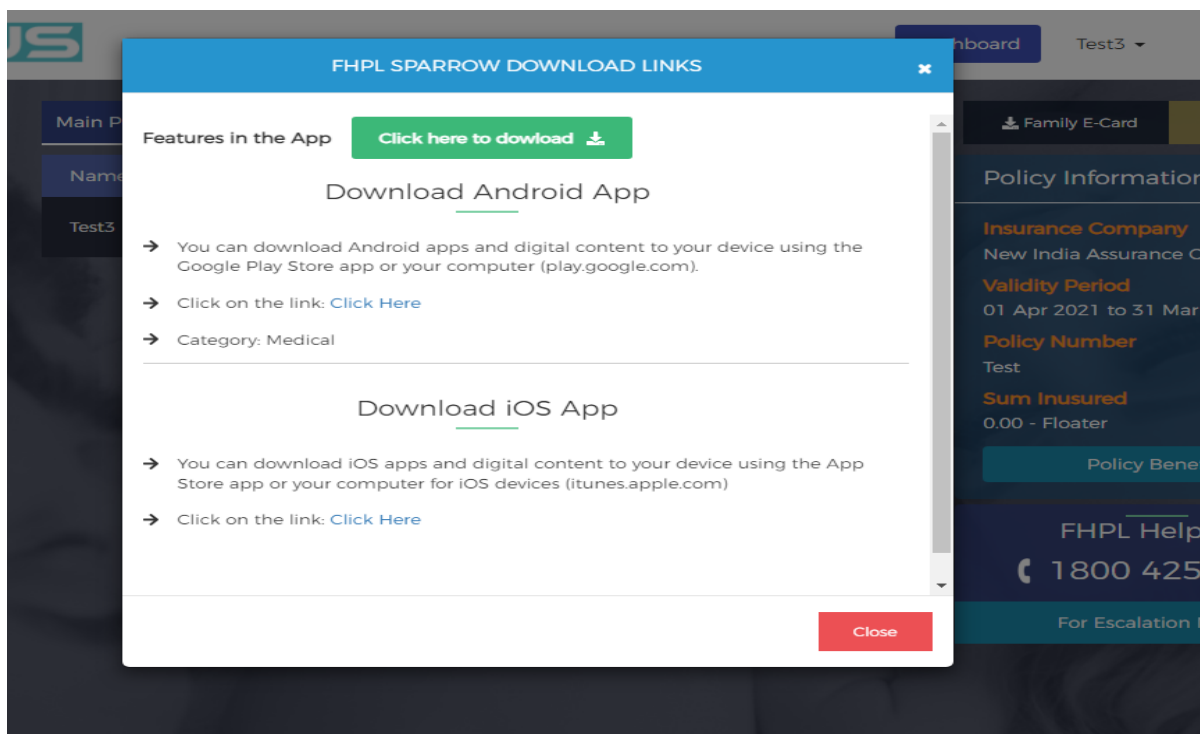 US
hboard
Test3
FHPL SPARROW DOWNLOAD LINKS
Main P
Family E-Card
Features in the App
Click here to dowload
Name
Policy Information
Download Android App
Test3
Insurance Company
You can download Android apps and digital content to your device using the
Google Play Store app or your computer (play.google.com).
New India Assurance C
Validity Period
Click on the link: Click Here
01 Apr 2021 to 31 Mar
Category: Medical
Policy Number
Test
Download iOS App
Sum Inusured
0.00 - Floater
You can download iOS apps and digital content to your device using the App
Store app or your computer for iOS devices (itunes.apple.com)
Policy Bene
Click on the link: Click Here
FHPL Help
1800 425
Close
For Escalation